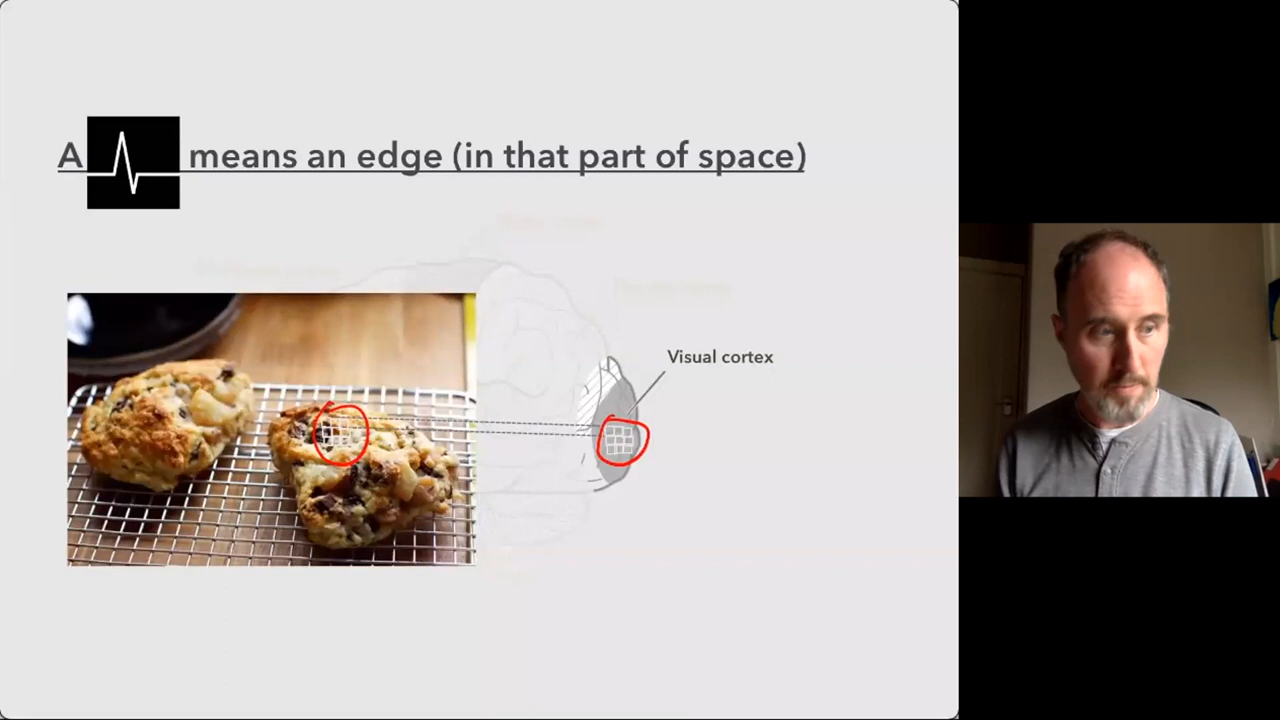 A means an edge (in that part of space)
Visual cortex